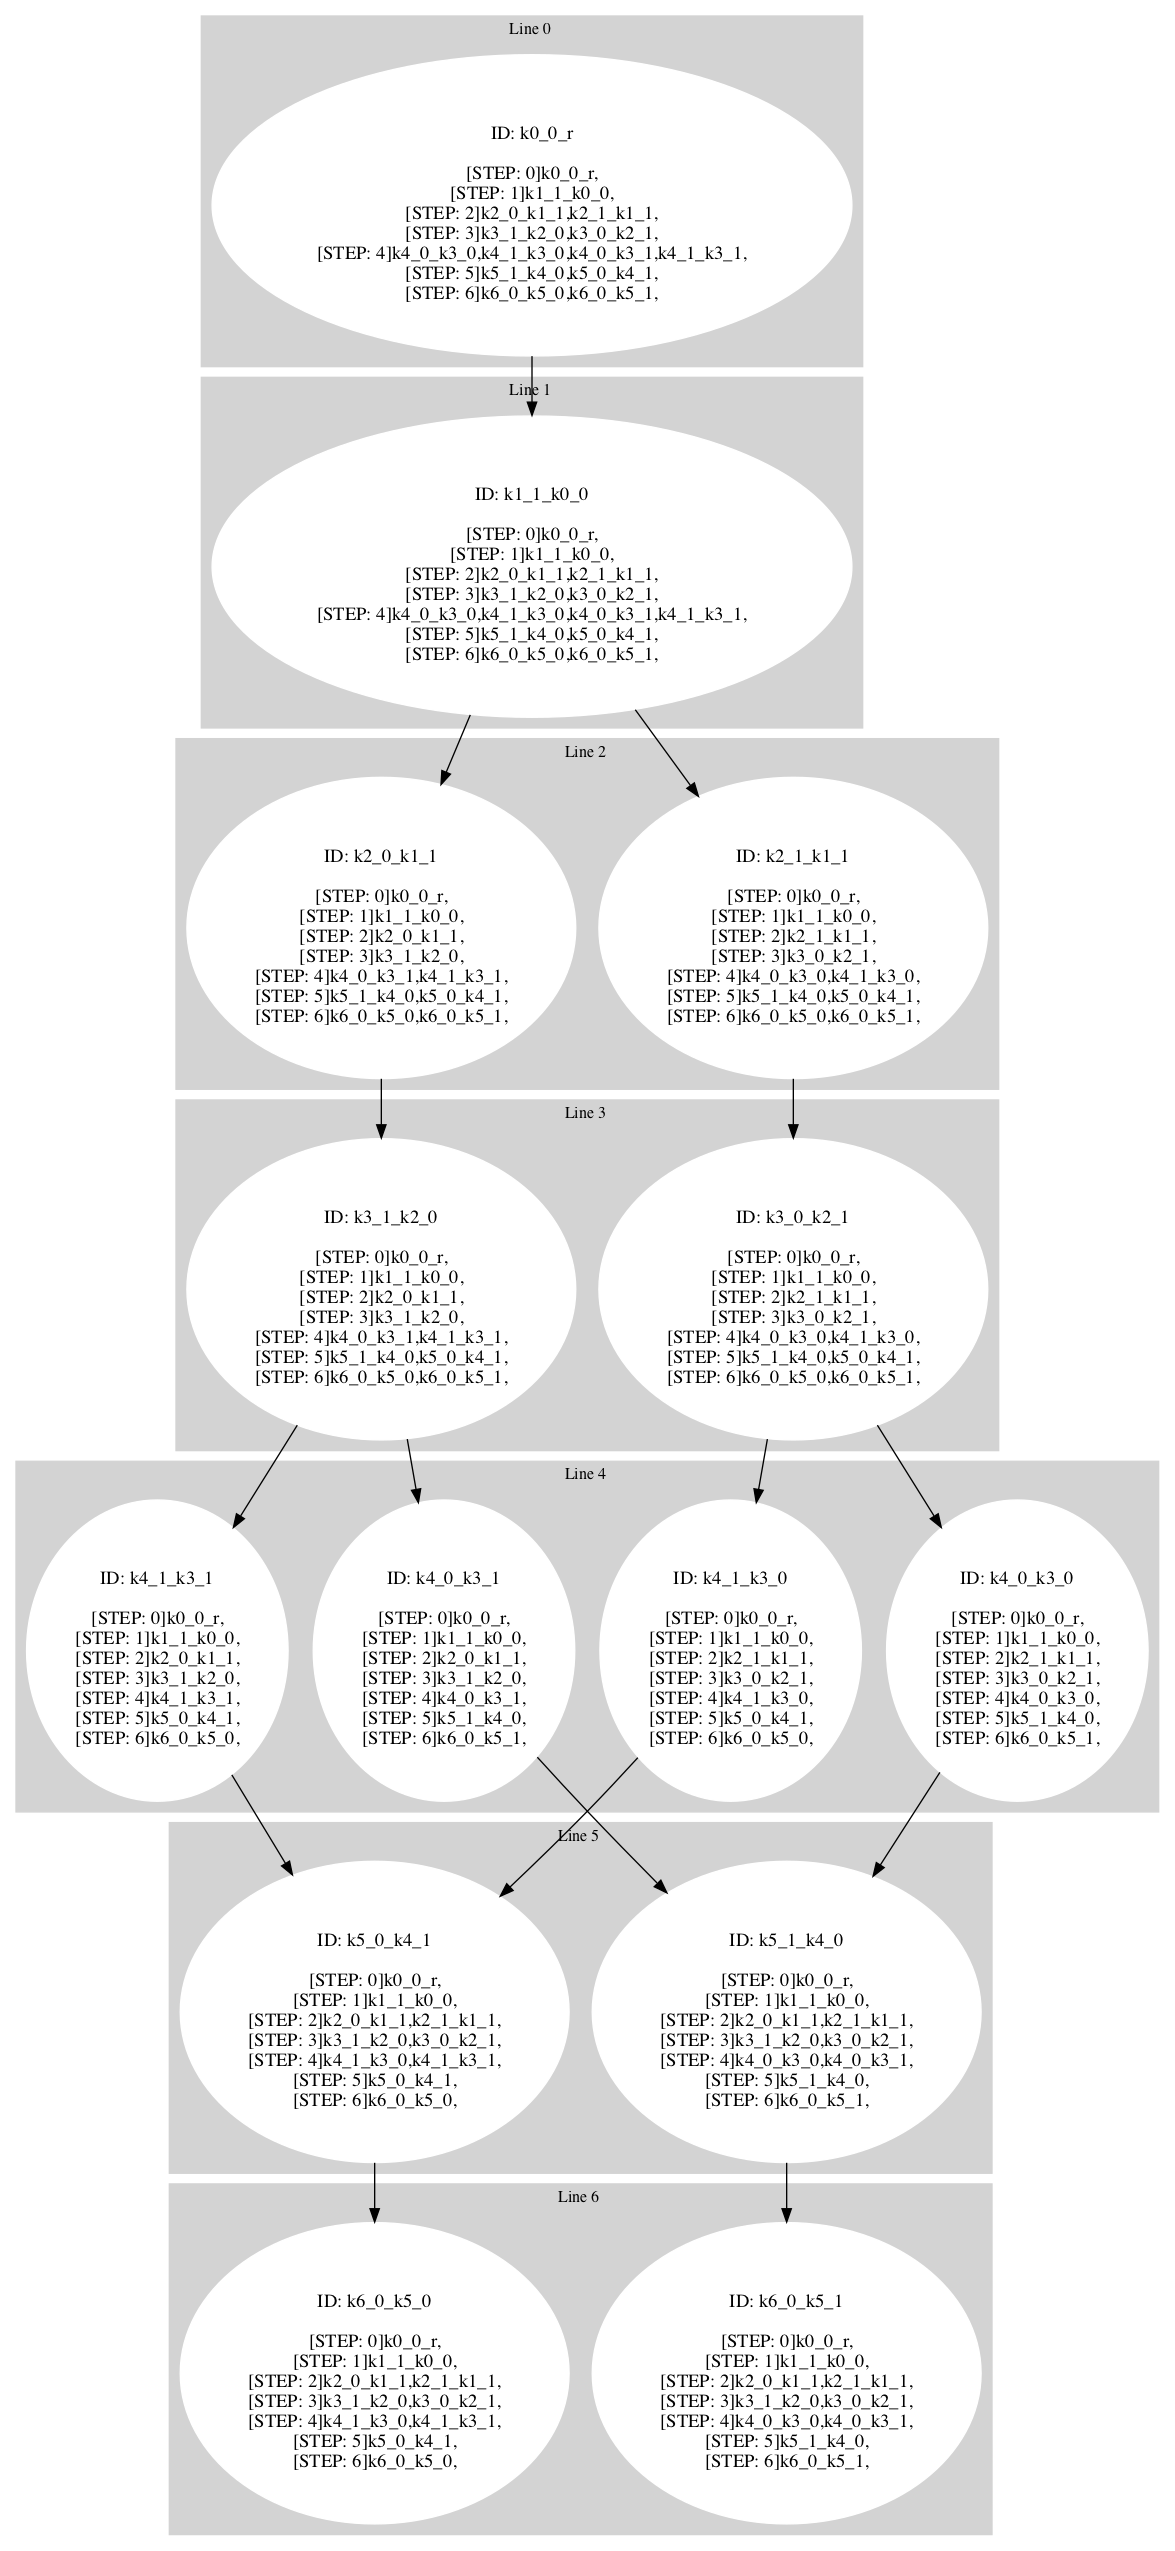 Line 0
ID: k0_0_r
[STEP: 0]k0_0_r,
[STEP: 1]k1_1_k0_0,
[STEP: 2]k2_0_k1_1,k2_1_k1_1,
[STEP: 3]k3_1_k2_0,k3_0_k2_1,
[STEP: 4]k4_0_k3_0,k4_1_k3_0,k4_0_k3_1,k4_1_k3_1,
[STEP: 5]k5_1_k4_0,k5_0_k4_1,
[STEP: 6]k6_0_k5_0,k6_0_k5_1,
Line 1
ID: k1_1_k0_0
[STEP: 0]k0_0_r,
[STEP: 1]k1_1_k0_0,
[STEP: 2]k2_0_k1_1,k2_1_k1_1,
[STEP: 3]k3_1_k2_0,k3_0_k2_1,
[STEP: 4]k4_0_k3_0,k4_1_k3_0,k4_0_k3_1,k4_1_k3_1,
[STEP: 5]k5_1_k4_0,k5_0_k4_1,
[STEP: 6]k6_0_k5_0,k6_0_k5_1,
Line 2
ID: k2_0_k1_1
[STEP: 0]k0_0_r,
[STEP: 1]k1_1_k0_0,
[STEP: 2]k2_0_k1_1,
[STEP: 3]k3_1_k2_0,
[STEP: 4]k4_0_k3_1,k4_1_k3_1,
[STEP: 5]k5_1_k4_0,k5_0_k4_1,
[STEP: 6]k6_0_k5_0,k6_0_k5_1,
ID: k2_1_k1_1
[STEP: 0]k0_0_r,
[STEP: 1]k1_1_k0_0,
[STEP: 2]k2_1_k1_1,
[STEP: 3]k3_0_k2_1,
[STEP: 4]k4_0_k3_0,k4_1_k3_0,
[STEP: 5]k5_1_k4_0,k5_0_k4_1,
[STEP: 6]k6_0_k5_0,k6_0_k5_1,
Line 3
ID: k3_1_k2_0
[STEP: 0]k0_0_r,
[STEP: 1]k1_1_k0_0,
[STEP: 2]k2_0_k1_1,
[STEP: 3]k3_1_k2_0,
[STEP: 4]k4_0_k3_1,k4_1_k3_1,
[STEP: 5]k5_1_k4_0,k5_0_k4_1,
[STEP: 6]k6_0_k5_0,k6_0_k5_1,
ID: k3_0_k2_1
[STEP: 0]k0_0_r,
[STEP: 1]k1_1_k0_0,
[STEP: 2]k2_1_k1_1,
[STEP: 3]k3_0_k2_1,
[STEP: 4]k4_0_k3_0,k4_1_k3_0,
[STEP: 5]k5_1_k4_0,k5_0_k4_1,
[STEP: 6]k6_0_k5_0,k6_0_k5_1,
Line 4
ID: k4_1_k3_1
[STEP: 0]k0_0_r,
[STEP: 1]k1_1_k0_0,
[STEP: 2]k2_0_k1_1,
[STEP: 3]k3_1_k2_0,
[STEP: 4]k4_1_k3_1,
[STEP: 5]k5_0_k4_1,
[STEP: 6]k6_0_k5_0,
ID: k4_0_k3_1
[STEP: 0]k0_0_r,
[STEP: 1]k1_1_k0_0,
[STEP: 2]k2_0_k1_1,
[STEP: 3]k3_1_k2_0,
[STEP: 4]k4_0_k3_1,
[STEP: 5]k5_1_k4_0,
[STEP: 6]k6_0_k5_1,
ID: k4_1_k3_0
[STEP: 0]k0_0_r,
[STEP: 1]k1_1_k0_0,
[STEP: 2]k2_1_k1_1,
[STEP: 3]k3_0_k2_1,
[STEP: 4]k4_1_k3_0,
[STEP: 5]k5_0_k4_1,
[STEP: 6]k6_0_k5_0,
ID: k4_0_k3_0
[STEP: 0]k0_0_r,
[STEP: 1]k1_1_k0_0,
[STEP: 2]k2_1_k1_1,
[STEP: 3]k3_0_k2_1,
[STEP: 4]k4_0_k3_0,
[STEP: 5]k5_1_k4_0,
[STEP: 6]k6_0_k5_1,
Line 5
ID: k5_0_k4_1
[STEP: 0]k0_0_r,
[STEP: 1]k1_1_k0_0,
[STEP: 2]k2_0_k1_1,k2_1_k1_1,
[STEP: 3]k3_1_k2_0,k3_0_k2_1,
[STEP: 4]k4_1_k3_0,k4_1_k3_1,
[STEP: 5]k5_0_k4_1,
[STEP: 6]k6_0_k5_0,
ID: k5_1_k4_0
[STEP: 0]k0_0_r,
[STEP: 1]k1_1_k0_0,
[STEP: 2]k2_0_k1_1,k2_1_k1_1,
[STEP: 3]k3_1_k2_0,k3_0_k2_1,
[STEP: 4]k4_0_k3_0,k4_0_k3_1,
[STEP: 5]k5_1_k4_0,
[STEP: 6]k6_0_k5_1,
Line 6
ID: k6_0_k5_0
[STEP: 0]k0_0_r,
[STEP: 1]k1_1_k0_0,
[STEP: 2]k2_0_k1_1,k2_1_k1_1,
[STEP: 3]k3_1_k2_0,k3_0_k2_1,
[STEP: 4]k4_1_k3_0,k4_1_k3_1,
[STEP: 5]k5_0_k4_1,
[STEP: 6]k6_0_k5_0,
ID: k6_0_k5_1
[STEP: 0]k0_0_r,
[STEP: 1]k1_1_k0_0,
[STEP: 2]k2_0_k1_1,k2_1_k1_1,
[STEP: 3]k3_1_k2_0,k3_0_k2_1,
[STEP: 4]k4_0_k3_0,k4_0_k3_1,
[STEP: 5]k5_1_k4_0,
[STEP: 6]k6_0_k5_1,